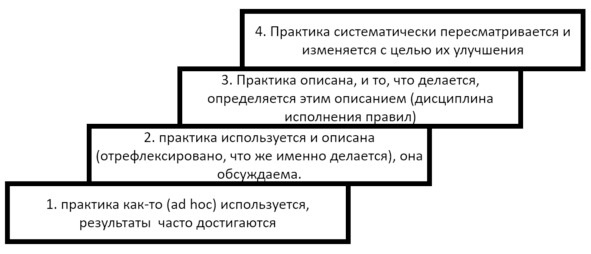 4. Практика систематически пересматривается и
изменяется с целью их улучшения
3. Практика описана, и то, что делается,
определяется этим описанием (дисциплина
исполнения правил)
2. практика используется и описана
(отрефлексировано, что же именно делается), она
обсуждаема.
1. практика как-то (ad hoc) используется,
результаты часто достигаются